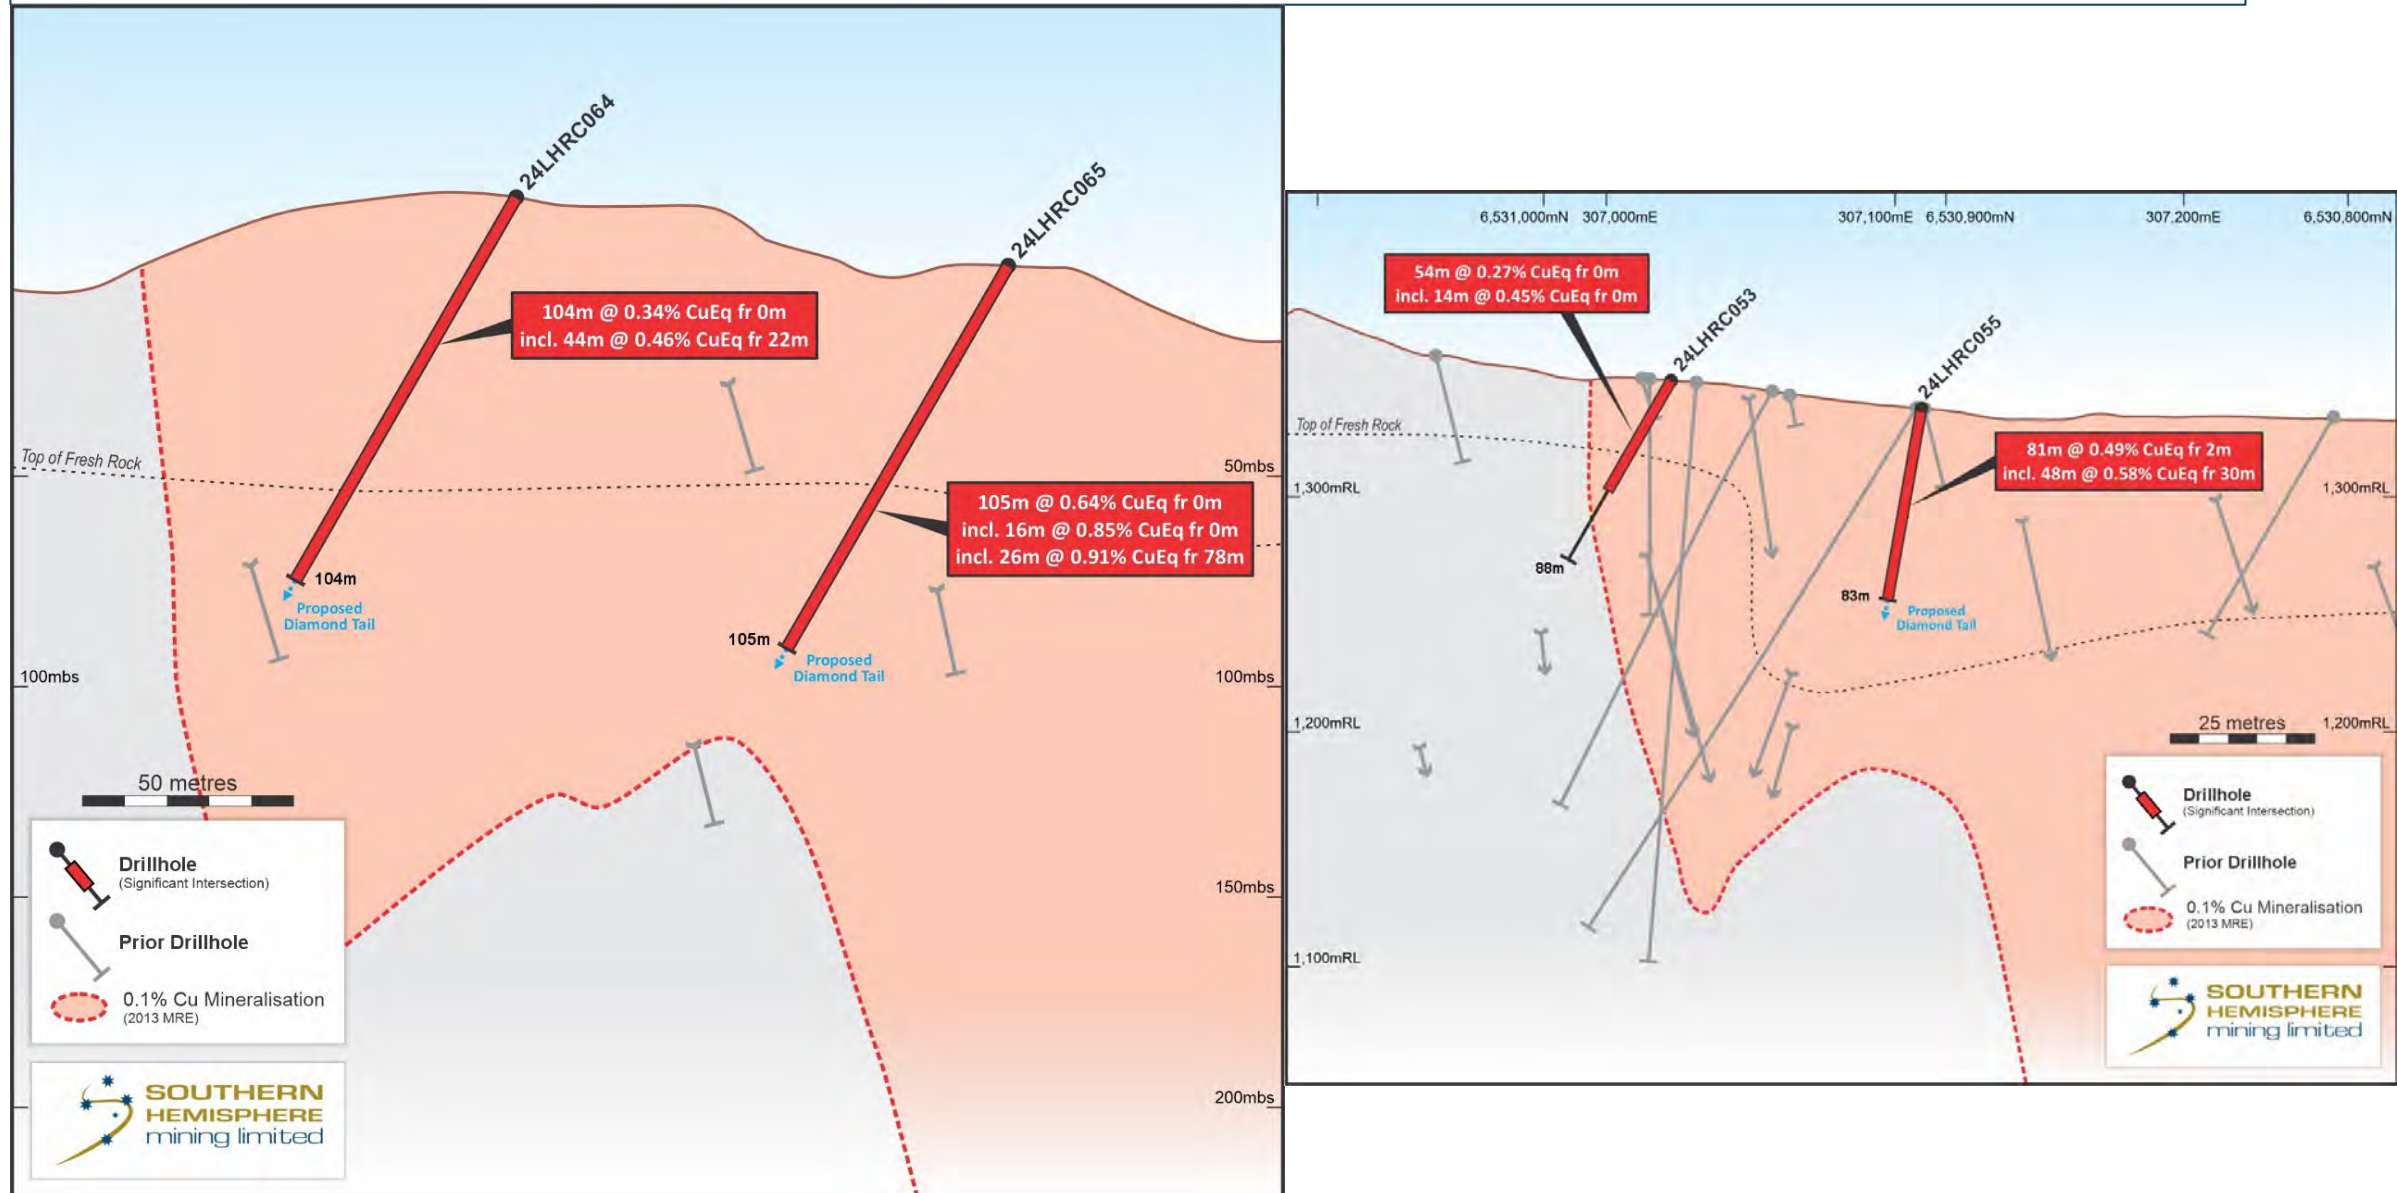 24LHRC064
24LHRC065
104m @ 0.34% CuEq fr 0m
incl. 44m @ 0.46% CuEq fr 22m
Top of Fresh Rock
50mbs
105m @ 0.64% CuEq fr 0m
incl. 16m @ 0.85% CuEq fr 0m
incl. 26m @ 0.91% CuEq fr 78m
104m
Proposed
Diamond Tail
105m
Proposed
Diamond Tail
100mbs
100mbs
50 metres
150mbs
200mbs
Drillhole
(Significant Intersection)
Prior Drillhole
0.1% Cu Mineralisation
(2013 MRE)
SOUTHERN
HEMISPHERE
mining limited
6,531,000mN
307,000mE
307,100mE
6,530,900mN
307,200mE
6,530,800mN
54m @ 0.27% CuEq fr 0m
incl. 14m @ 0.45% CuEq fr 0m
24LHRC053
24LHRC055
Top of Fresh Rock
81m @ 0.49% CuEq fr 2m
incl. 48m @ 0.58% CuEq fr 30m
1,300mRL
1,300mRL
88m
83m
Proposed
Diamond Tail
1,200mRL
25 metres
1,200mRL
1,100mRL
Drillhole
(Significant Intersection)
Prior Drillhole
0.1% Cu Mineralisation
(2013 MRE)
SOUTHERN
HEMISPHERE
mining limited